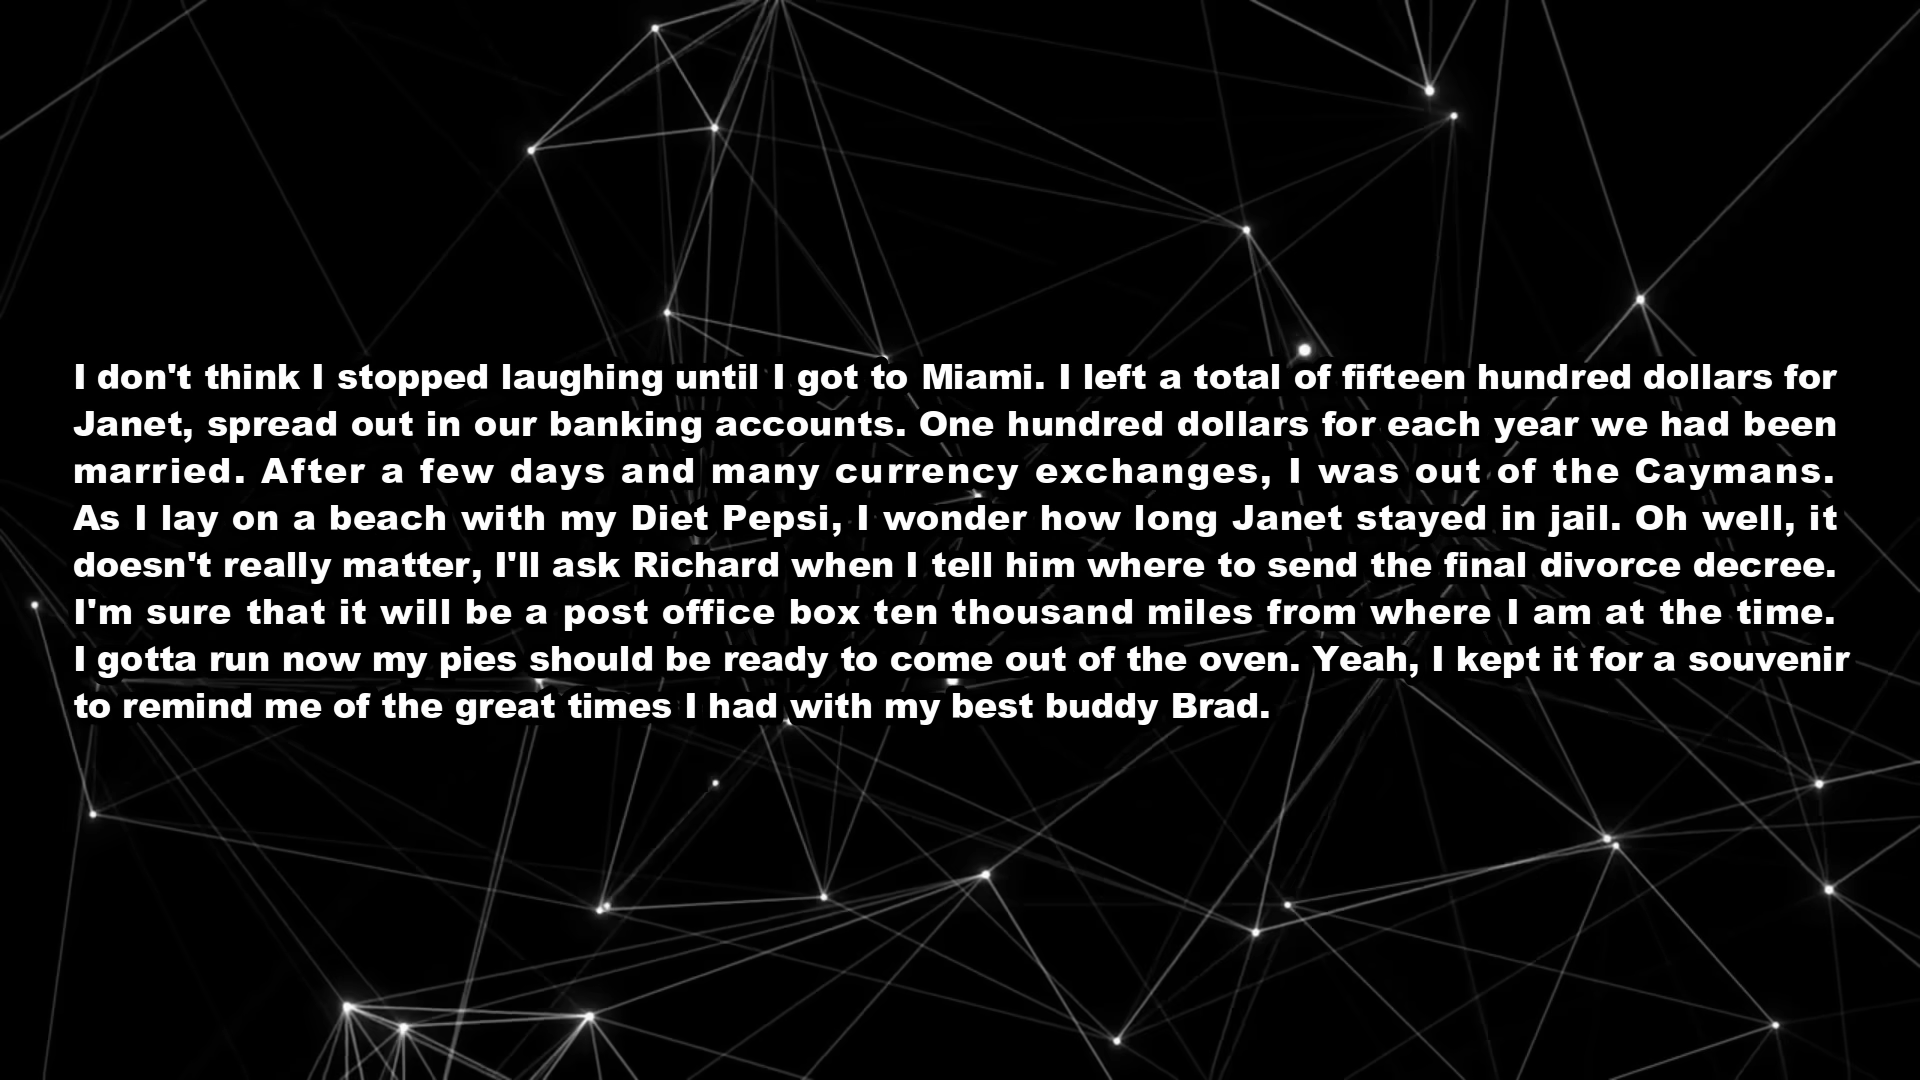 I don't think I stopped laughing until I got to Miami. I left a total of fifteen hundred dollars for
Janet, spread out in our banking accounts. One hundred dollars for each year we had been
married. After a few days and many currency exchanges, I was out of the Caymans.
As I lay on a beach with my Diet Pepsi, I wonder how long Janet stayed in jail. Oh well, it
doesn't really matter, I'll ask Richard when I tell him where to send the final divorce decree.
I'm sure that it will be a post office box ten thousand miles from where I am at the time.
I gotta run now my pies should be ready to come out of the oven. Yeah, I kept it for a souvenir
to remind me of the great times I had with my best buddy Brad.